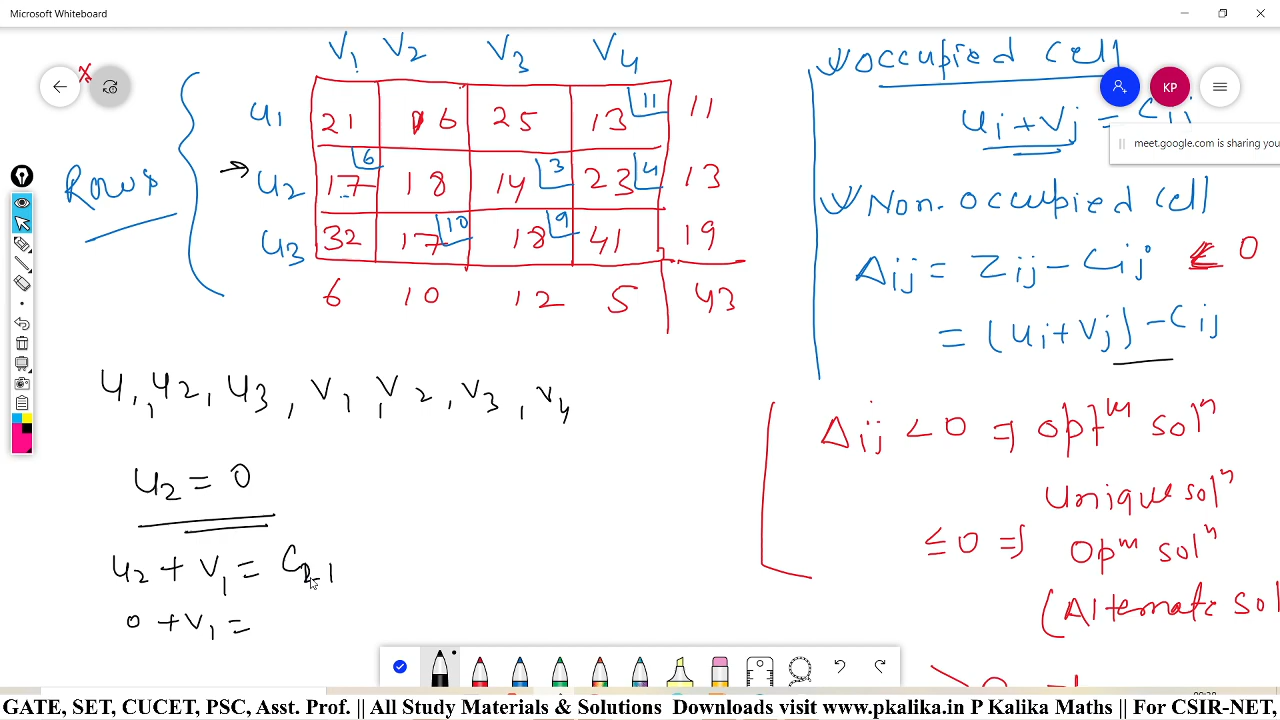 Microsoft Whiteboard
V1 V2 V3 V4
u1 21 16 25 13 11 11
Rows u2 17 6 18 14 3 23 4 13
u3 32 17 10 18 9 41 19
6 10 12 5 43
u1, u2, u3, v1, v2, v3, v4
u2 = 0
u2 + v1 = C21
0 + v1 =
occupied cell
ui + vj = Cij
KP
meet.google.com is sharing you
Non. occupied cell
Δij = Zij - Cij ≤ 0
= (ui + vj) - Cij
Δij < 0 ⇒ optm soln
Unique soln
≤ 0 ⇒ Opm soln
(Alternate sol
GATE, SET, CUCET, PSC, Asst. Prof. || All Study Materials & Solutions Downloads visit www.pkalika.in P Kalika Maths || For CSIR-NET,